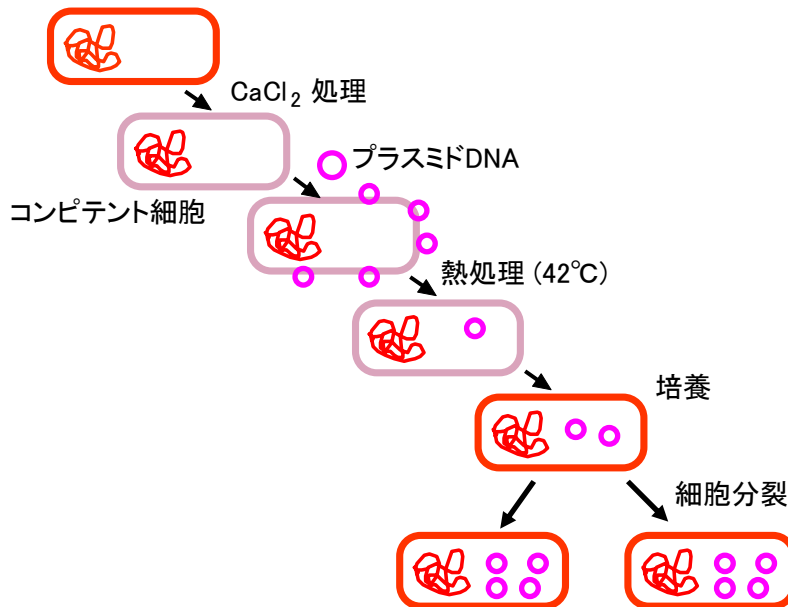 CaCl₂ 処理
プラスミドDNA
コンピテント細胞
熱処理 (42℃)
培養
細胞分裂